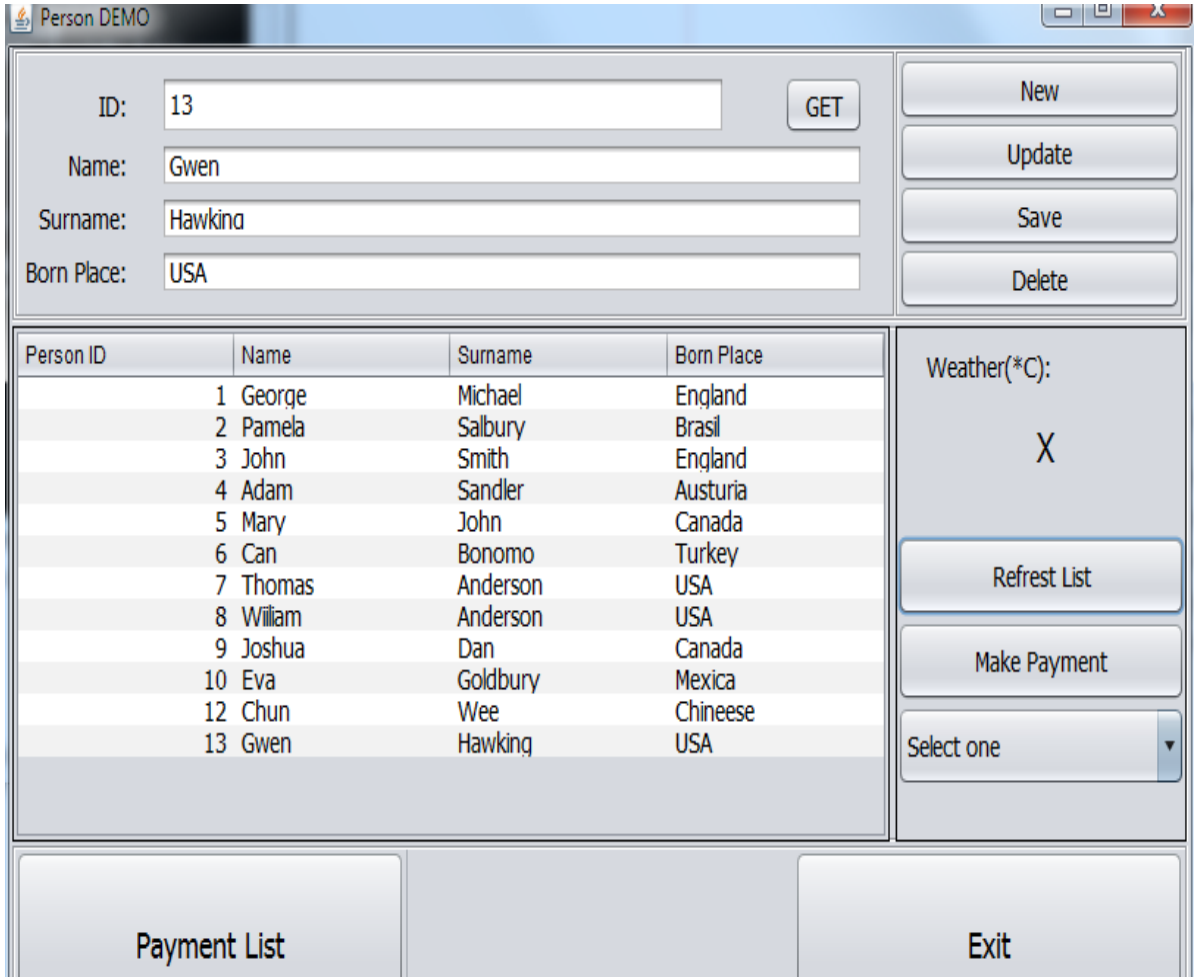 Person DEMO
ID: 13 GET
Name: Gwen
Surname: Hawking
Born Place: USA
New
Update
Save
Delete
Person ID Name Surname Born Place
1 George Michael England
2 Pamela Salbury Brasil
3 John Smith England
4 Adam Sandler Austuria
5 Mary John Canada
6 Can Bonomo Turkey
7 Thomas Anderson USA
8 Wiiliam Anderson USA
9 Joshua Dan Canada
10 Eva Goldbury Mexica
12 Chun Wee Chineese
13 Gwen Hawking USA
Weather(*C):
X
Refrest List
Make Payment
Select one
Payment List
Exit